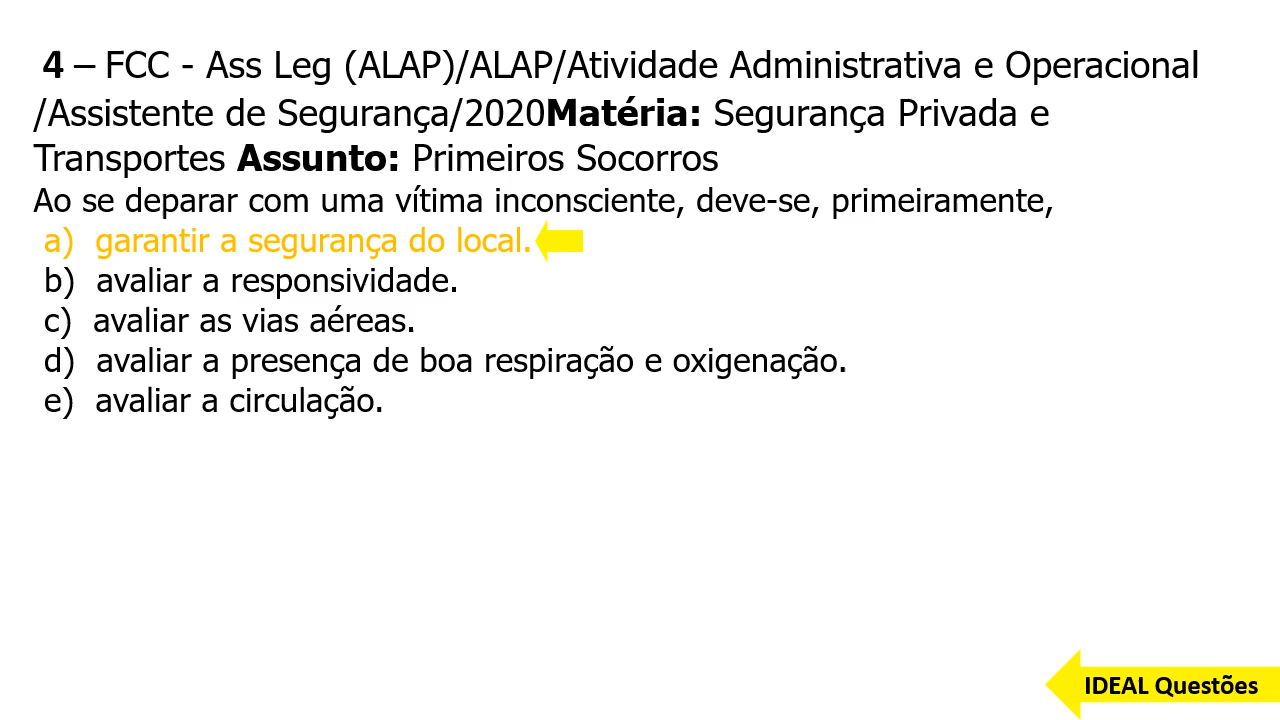 4 – FCC - Ass Leg (ALAP)/ALAP/Atividade Administrativa e Operacional
/Assistente de Segurança/2020Matéria: Segurança Privada e
Transportes Assunto: Primeiros Socorros
Ao se deparar com uma vítima inconsciente, deve-se, primeiramente,
a) garantir a segurança do local.
b) avaliar a responsividade.
c) avaliar as vias aéreas.
d) avaliar a presença de boa respiração e oxigenação.
e) avaliar a circulação.
IDEAL Questões